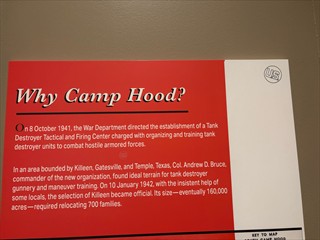 US
Why Camp Hood?
On 8 October 1941, the War Department directed the establishment of a Tank
Destroyer Tactical and Firing Center charged with organizing and training tank
destroyer units to combat hostile armored forces.
In an area bounded by Killeen, Gatesville, and Temple, Texas, Col. Andrew D. Bruce,
commander of the new organization, found ideal terrain for tank destroyer
gunnery and maneuver training. On 10 January 1942, with the insistent help of
some locals, the selection of Killeen became official. Its size—eventually 160,000
acres—required relocating 700 families.
KEY TO MAP
CAMP HOOD